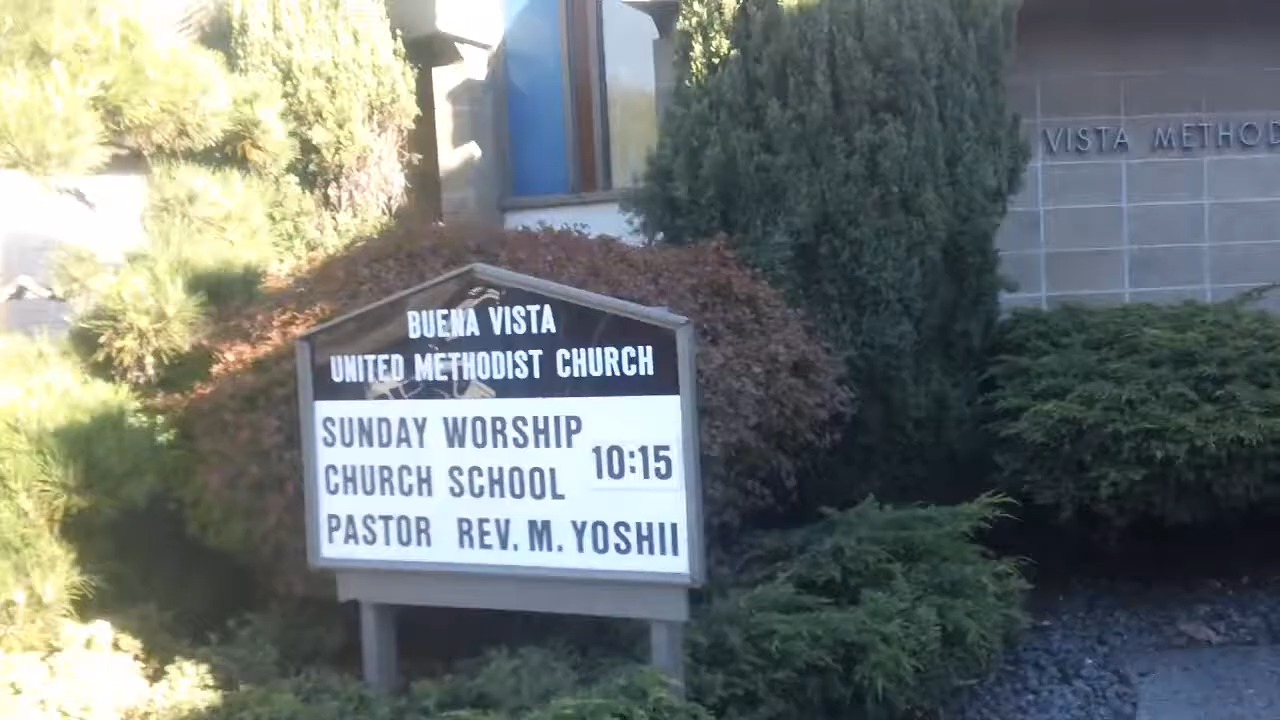 VISTA METHOD
BUENA VISTA
UNITED METHODIST CHURCH
SUNDAY WORSHIP
CHURCH SCHOOL 10:15
PASTOR REV. M. YOSHII